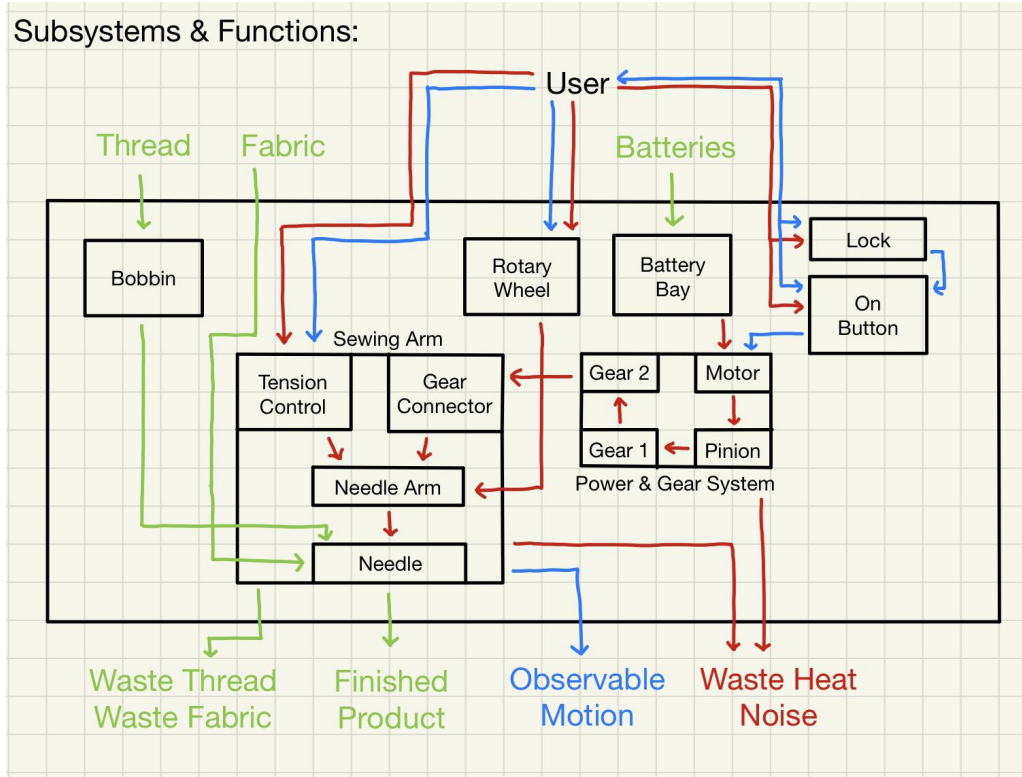 Subsystems & Functions:
User
Thread
Fabric
Batteries
Bobbin
Rotary
Wheel
Battery
Bay
Lock
On
Button
Sewing Arm
Tension
Control
Gear
Connector
Gear 2
Motor
Gear 1
Pinion
Power & Gear System
Needle Arm
Needle
Waste Thread
Waste Fabric
Finished
Product
Observable
Motion
Waste Heat
Noise